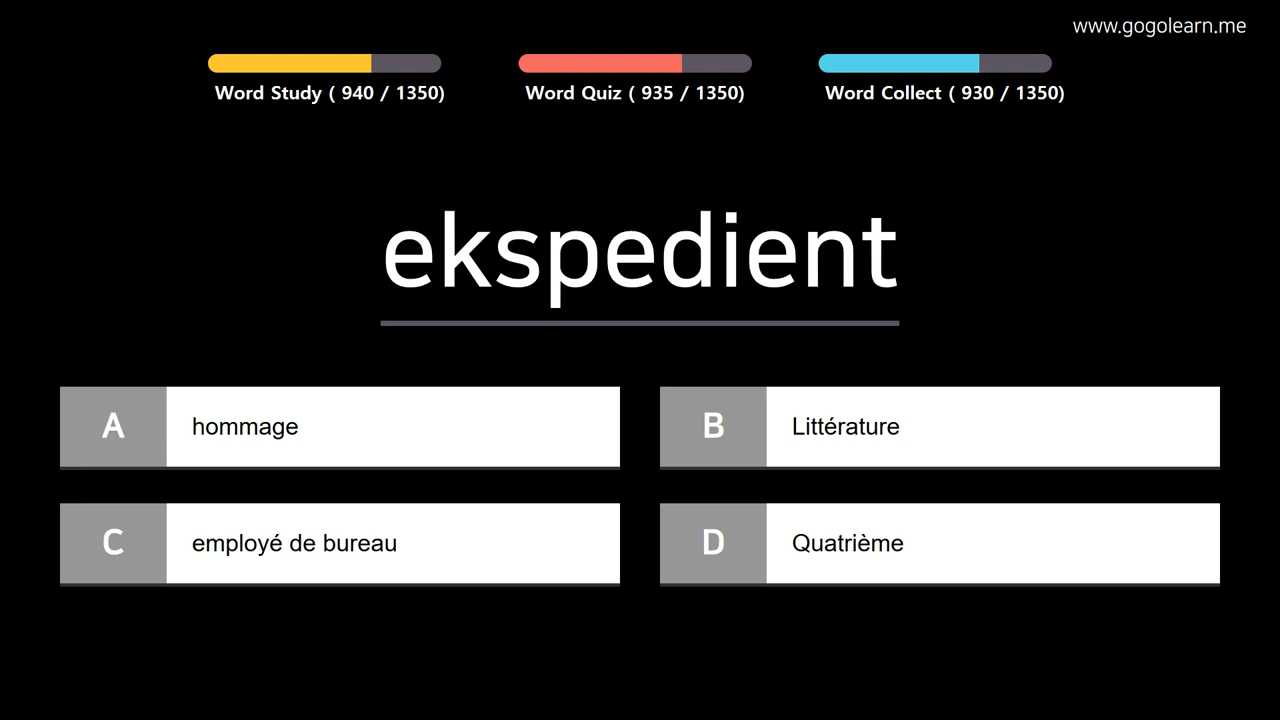 www.gogolearn.me
Word Study ( 940 / 1350)
Word Quiz ( 935 / 1350)
Word Collect ( 930 / 1350)
ekspedient
A hommage
B Littérature
C employé de bureau
D Quatrième